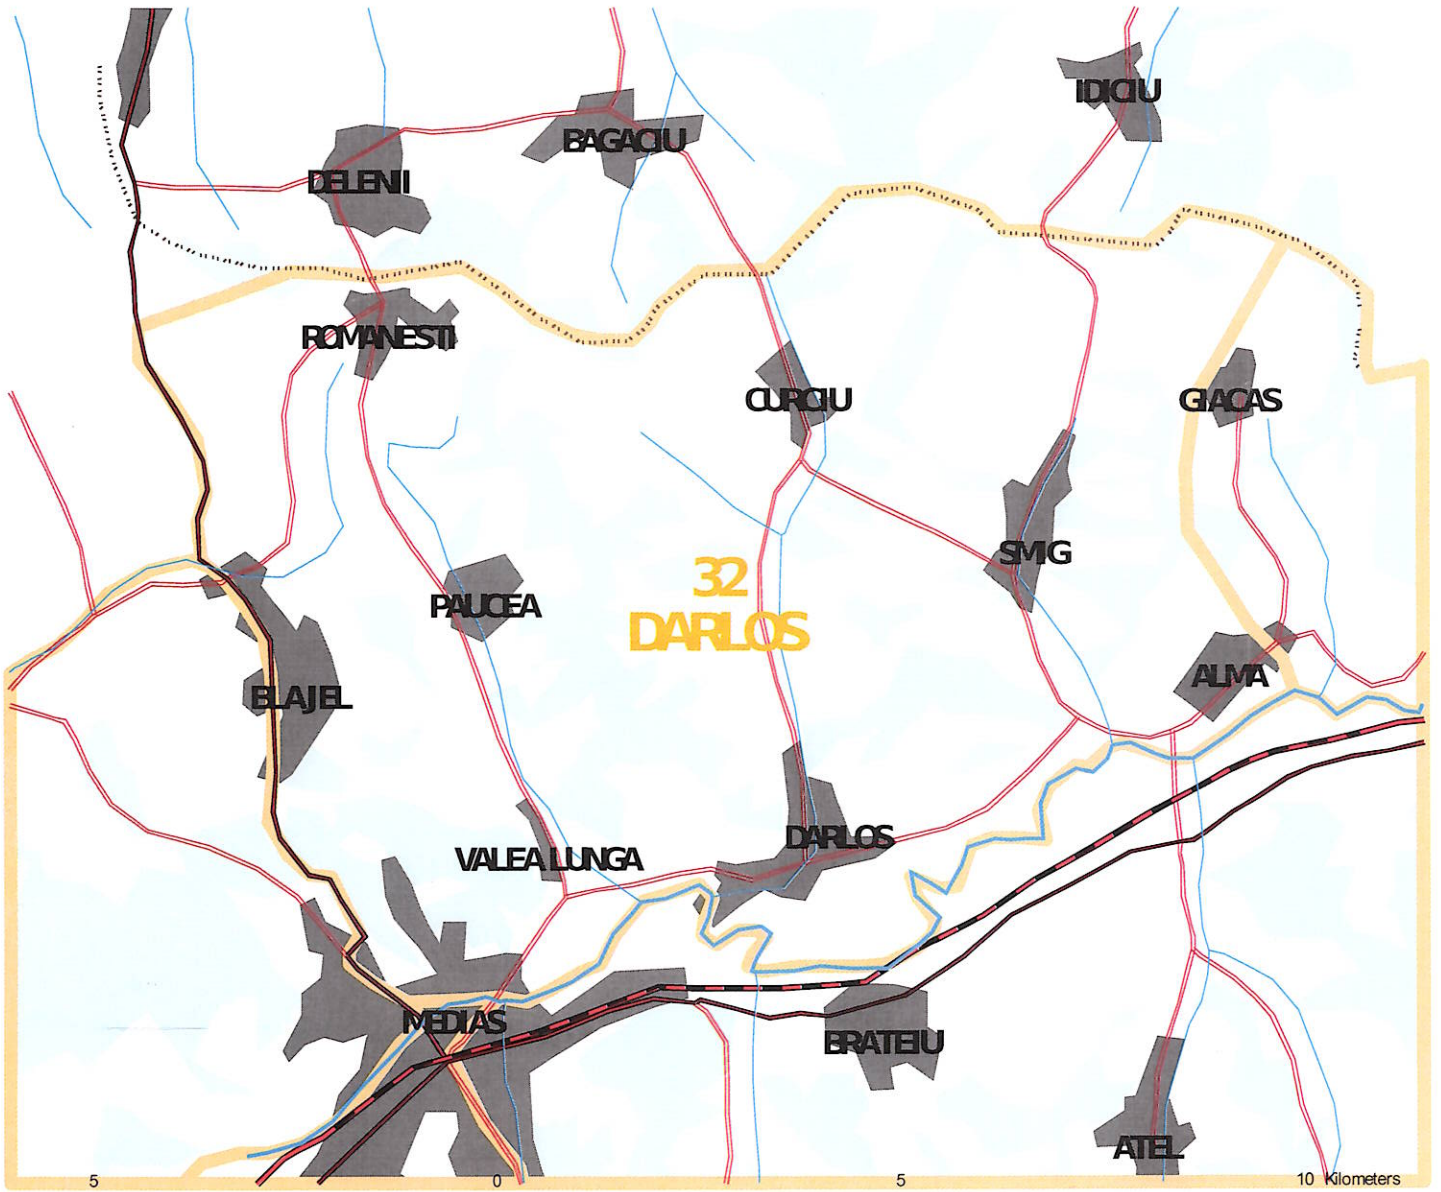 IDICIU
BAGACIU
DELENII
ROMANESTI
CURCIU
GIACAS
SMIG
32
DARLOS
PAUCEA
ALMA
BLAJEL
DARLOS
VALEA LUNGA
MEDIAS
BRATEIU
ATEL
5 0 5 10 Kilometers